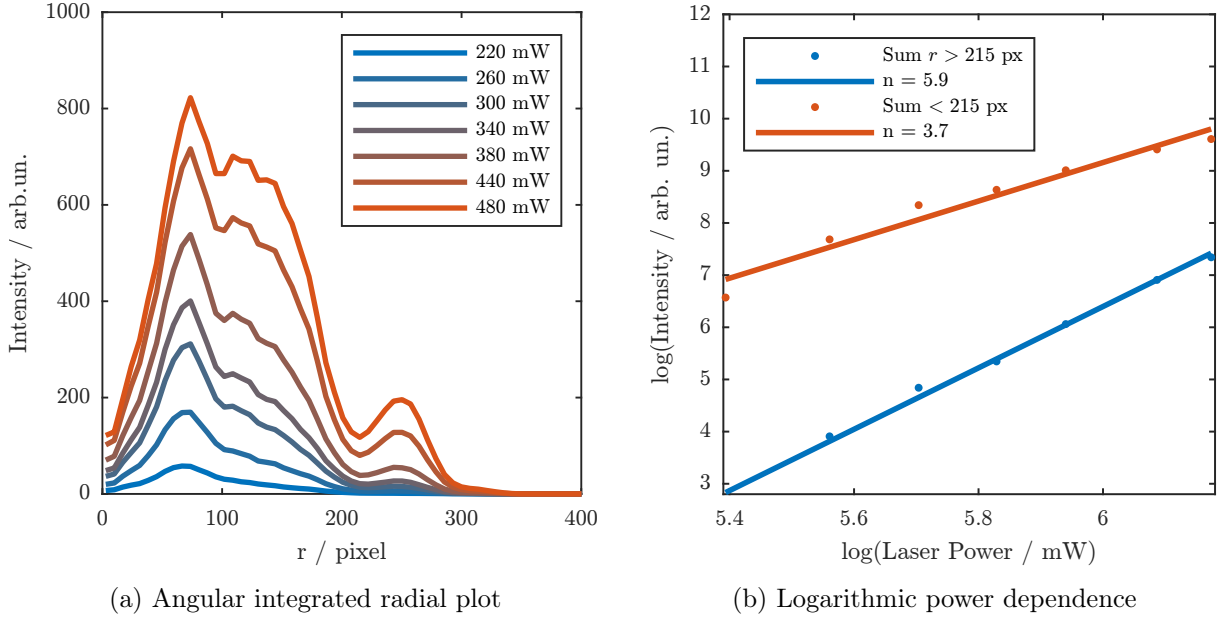 1000
800
600
400
200
0
Intensity / arb.un.
220 mW
260 mW
300 mW
340 mW
380 mW
440 mW
480 mW
0 100 200 300 400
r / pixel
(a) Angular integrated radial plot
12
11
10
9
8
7
6
5
4
3
log(Intensity / arb. un.)
Sum r > 215 px
n = 5.9
Sum < 215 px
n = 3.7
5.4 5.6 5.8 6
log(Laser Power / mW)
(b) Logarithmic power dependence